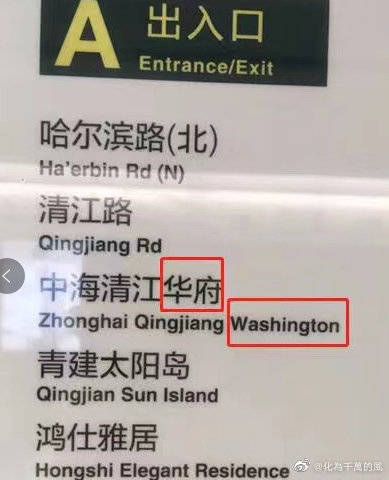 A 出入口
Entrance/Exit
哈尔滨路(北)
Ha'erbin Rd (N)
清江路
Qingjiang Rd
中海清江华府
Zhonghai Qingjiang Washington
青建太阳岛
Qingjian Sun Island
鸿仕雅居
Hongshi Elegant Residence
@化為千萬的風